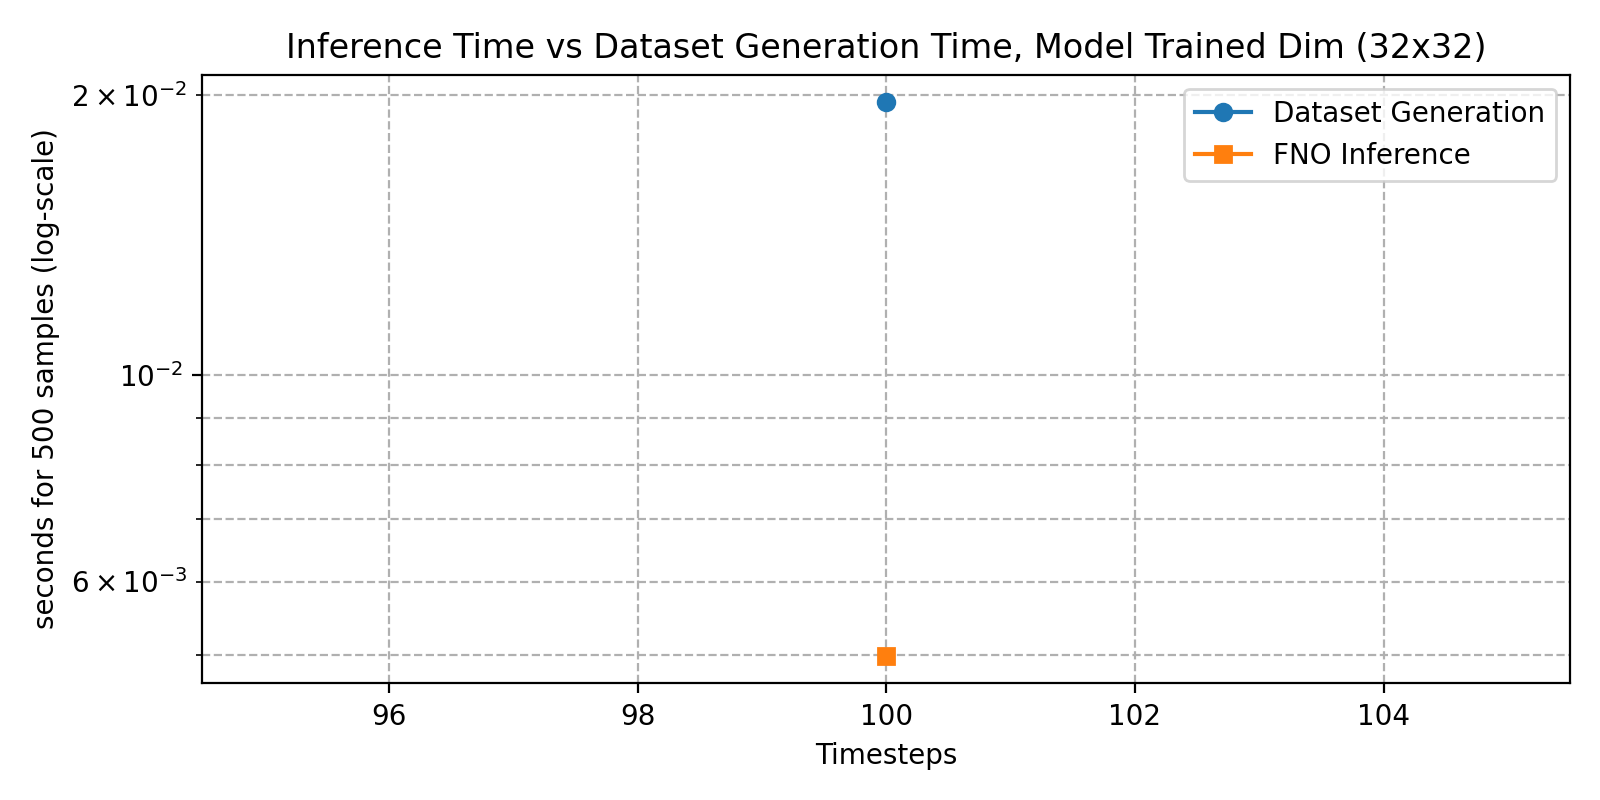 Inference Time vs Dataset Generation Time, Model Trained Dim (32x32)
seconds for 500 samples (log-scale)
2 × 10⁻²
10⁻²
6 × 10⁻³
Dataset Generation
FNO Inference
96 98 100 102 104
Timesteps